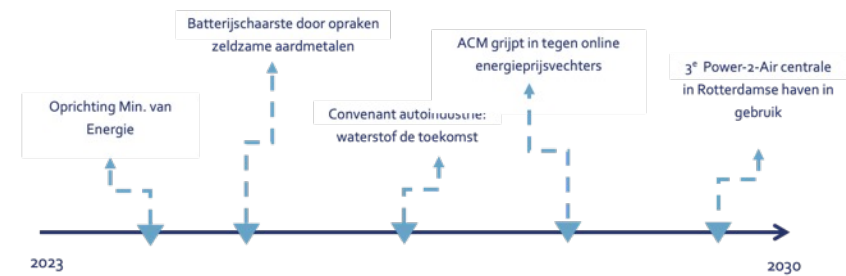 Batterijschaarste door opraken
zeldzame aardmetalen
ACM grijpt in tegen online
energieprijsvechters
3e Power-2-Air centrale
in Rotterdamse haven in
gebruik
Oprichting Min. van
Energie
Convenant autoindustrie:
waterstof de toekomst
2023
2030